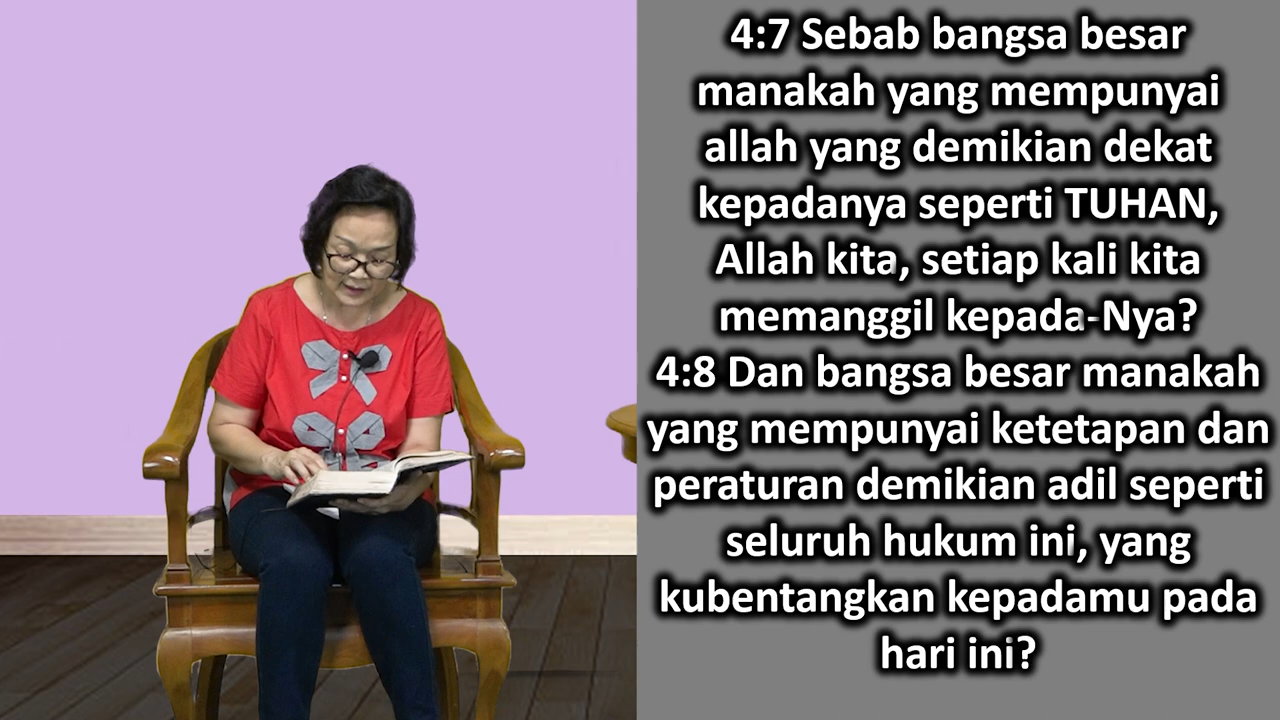 4:7 Sebab bangsa besar
manakah yang mempunyai
allah yang demikian dekat
kepadanya seperti TUHAN,
Allah kita, setiap kali kita
memanggil kepada-Nya?
4:8 Dan bangsa besar manakah
yang mempunyai ketetapan dan
peraturan demikian adil seperti
seluruh hukum ini, yang
kubentangkan kepadamu pada
hari ini?